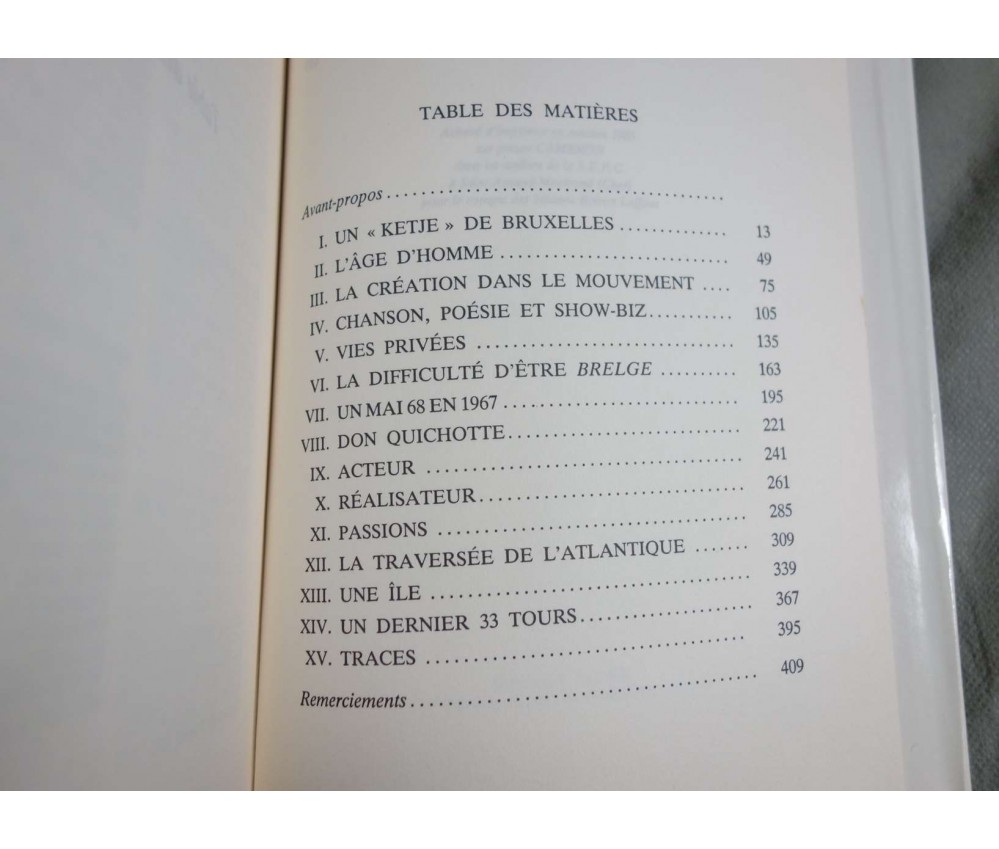 TABLE DES MATIÈRES
Avant-propos
I. UN « KETJE » DE BRUXELLES 13
II. L'ÂGE D'HOMME 49
III. LA CRÉATION DANS LE MOUVEMENT 75
IV. CHANSON, POÉSIE ET SHOW-BIZ 105
V. VIES PRIVÉES 135
VI. LA DIFFICULTÉ D'ÊTRE BRELGE 163
VII. UN MAI 68 EN 1967 195
VIII. DON QUICHOTTE 221
IX. ACTEUR 241
X. RÉALISATEUR 261
XI. PASSIONS 285
XII. LA TRAVERSÉE DE L'ATLANTIQUE 309
XIII. UNE ÎLE 339
XIV. UN DERNIER 33 TOURS 367
XV. TRACES 395
Remerciements 409